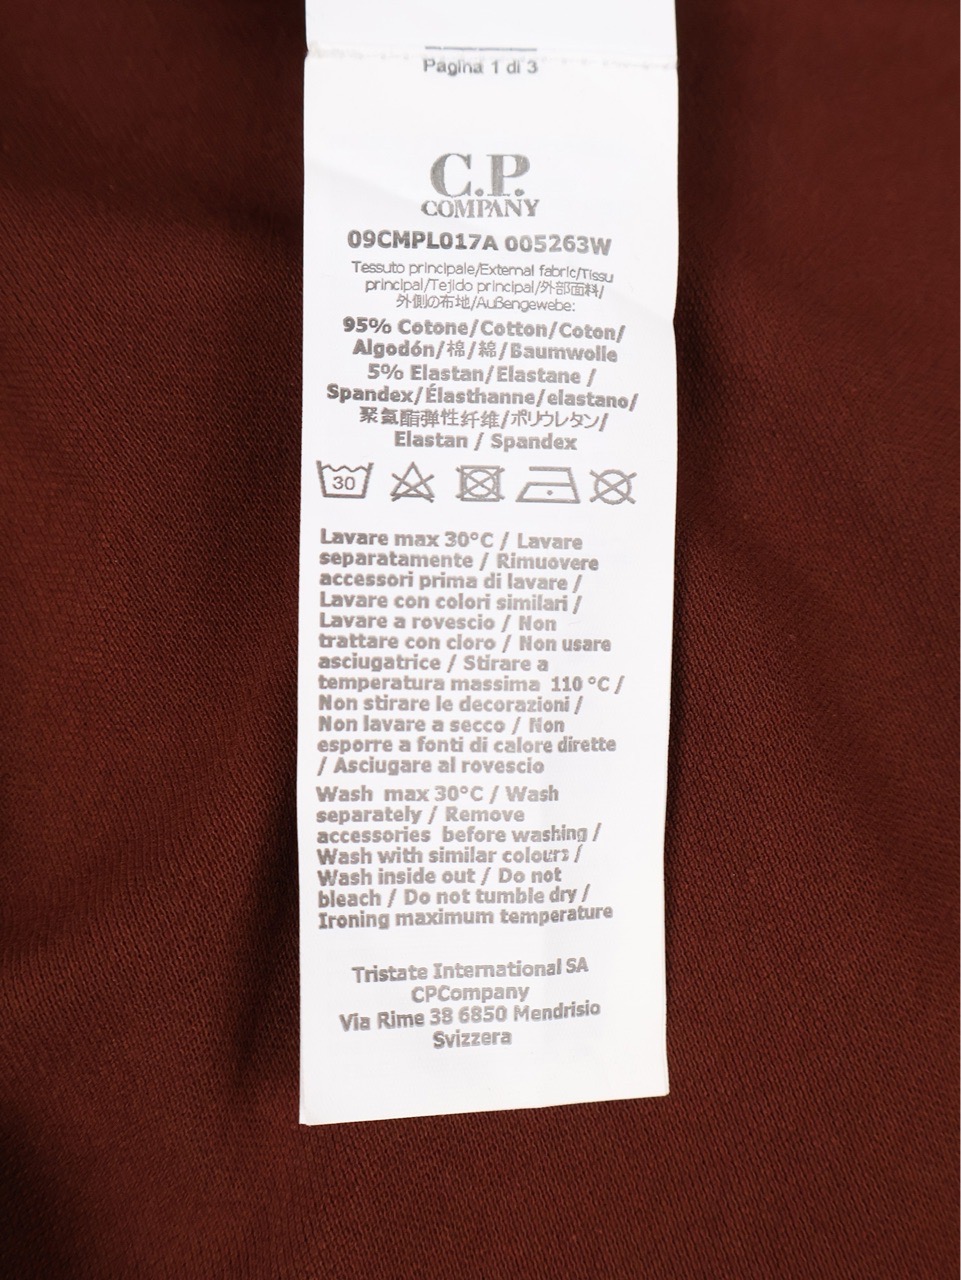 Pagina 1 di 3
C.P.
COMPANY
09CMPL017A 005263W
Tessuto principale/External fabric/Tissu
principal/Tejido principal/外部面料/
外側の布地/Außengewebe:
95% Cotone/Cotton/Coton/
Algodón/棉/綿/Baumwolle
5% Elastan/Elastane /
Spandex/Élasthanne/elastano/
聚氨酯弹性纤维/ポリウレタン/
Elastan / Spandex
30
Lavare max 30°C / Lavare
separatamente / Rimuovere
accessori prima di lavare /
Lavare con colori similari /
Lavare a rovescio / Non
trattare con cloro / Non usare
asciugatrice / Stirare a
temperatura massima 110 °C /
Non stirare le decorazioni /
Non lavare a secco / Non
esporre a fonti di calore dirette
/ Asciugare al rovescio
Wash max 30°C / Wash
separately / Remove
accessories before washing /
Wash with similar colours /
Wash inside out / Do not
bleach / Do not tumble dry /
Ironing maximum temperature
Tristate International SA
CPCompany
Via Rime 38 6850 Mendrisio
Svizzera